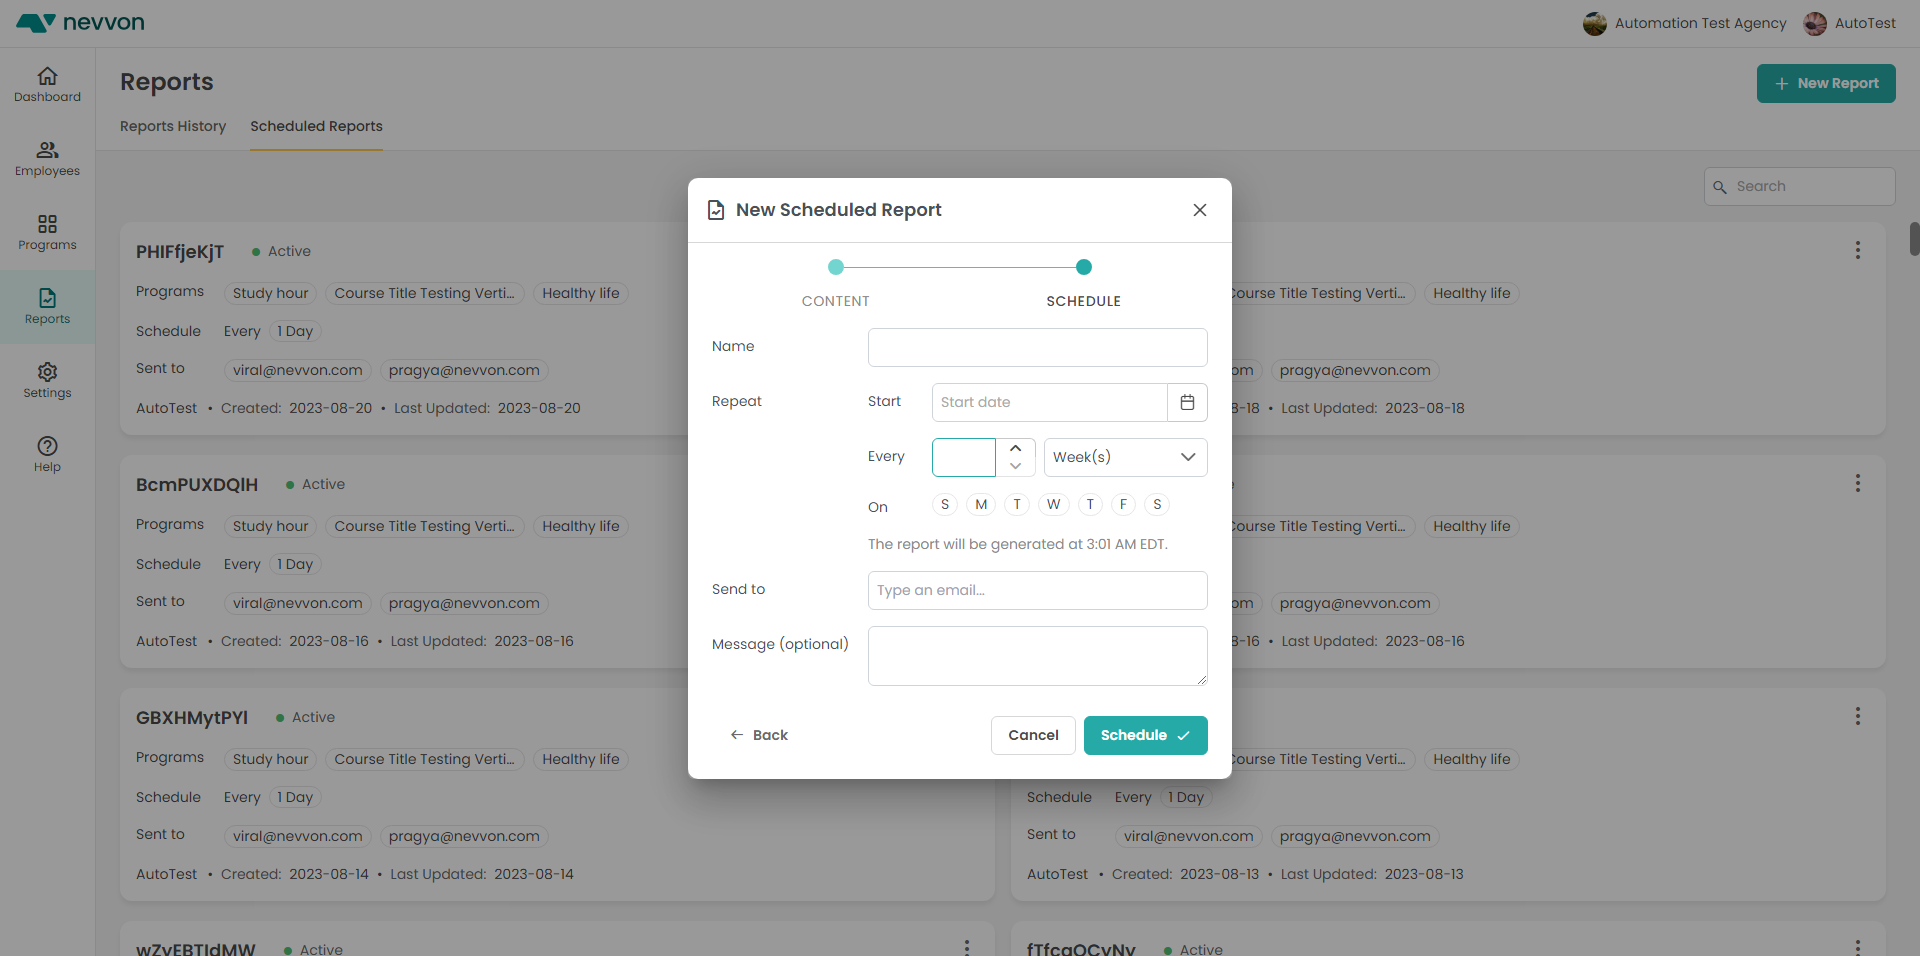 nevvon
Automation Test Agency
AutoTest
Dashboard
Employees
Programs
Reports
Settings
Help
Reports
New Report
Reports History
Scheduled Reports
Search
PHIFfjeKjT
Active
Programs Study hour Course Title Testing Verti... Healthy life
Schedule Every 1 Day
Sent to viral@nevvon.com pragya@nevvon.com
AutoTest • Created: 2023-08-20 • Last Updated: 2023-08-20
Course Title Testing Verti... Healthy life
om pragya@nevvon.com
8-18 • Last Updated: 2023-08-18
BcmPUXDQlH
Active
Programs Study hour Course Title Testing Verti... Healthy life
Schedule Every 1 Day
Sent to viral@nevvon.com pragya@nevvon.com
AutoTest • Created: 2023-08-16 • Last Updated: 2023-08-16
Course Title Testing Verti... Healthy life
om pragya@nevvon.com
8-16 • Last Updated: 2023-08-16
GBXHMytPYl
Active
Programs Study hour Course Title Testing Verti... Healthy life
Schedule Every 1 Day
Sent to viral@nevvon.com pragya@nevvon.com
AutoTest • Created: 2023-08-14 • Last Updated: 2023-08-14
Course Title Testing Verti... Healthy life
Schedule Every 1 Day
Sent to viral@nevvon.com pragya@nevvon.com
AutoTest • Created: 2023-08-13 • Last Updated: 2023-08-13
wZyEBTIdMW
Active
fTfcqOCyNy
Active
New Scheduled Report
CONTENT
SCHEDULE
Name
Repeat
Start
Start date
Every
Week(s)
On
S M T W T F S
The report will be generated at 3:01 AM EDT.
Send to
Type an email...
Message (optional)
Back
Cancel
Schedule